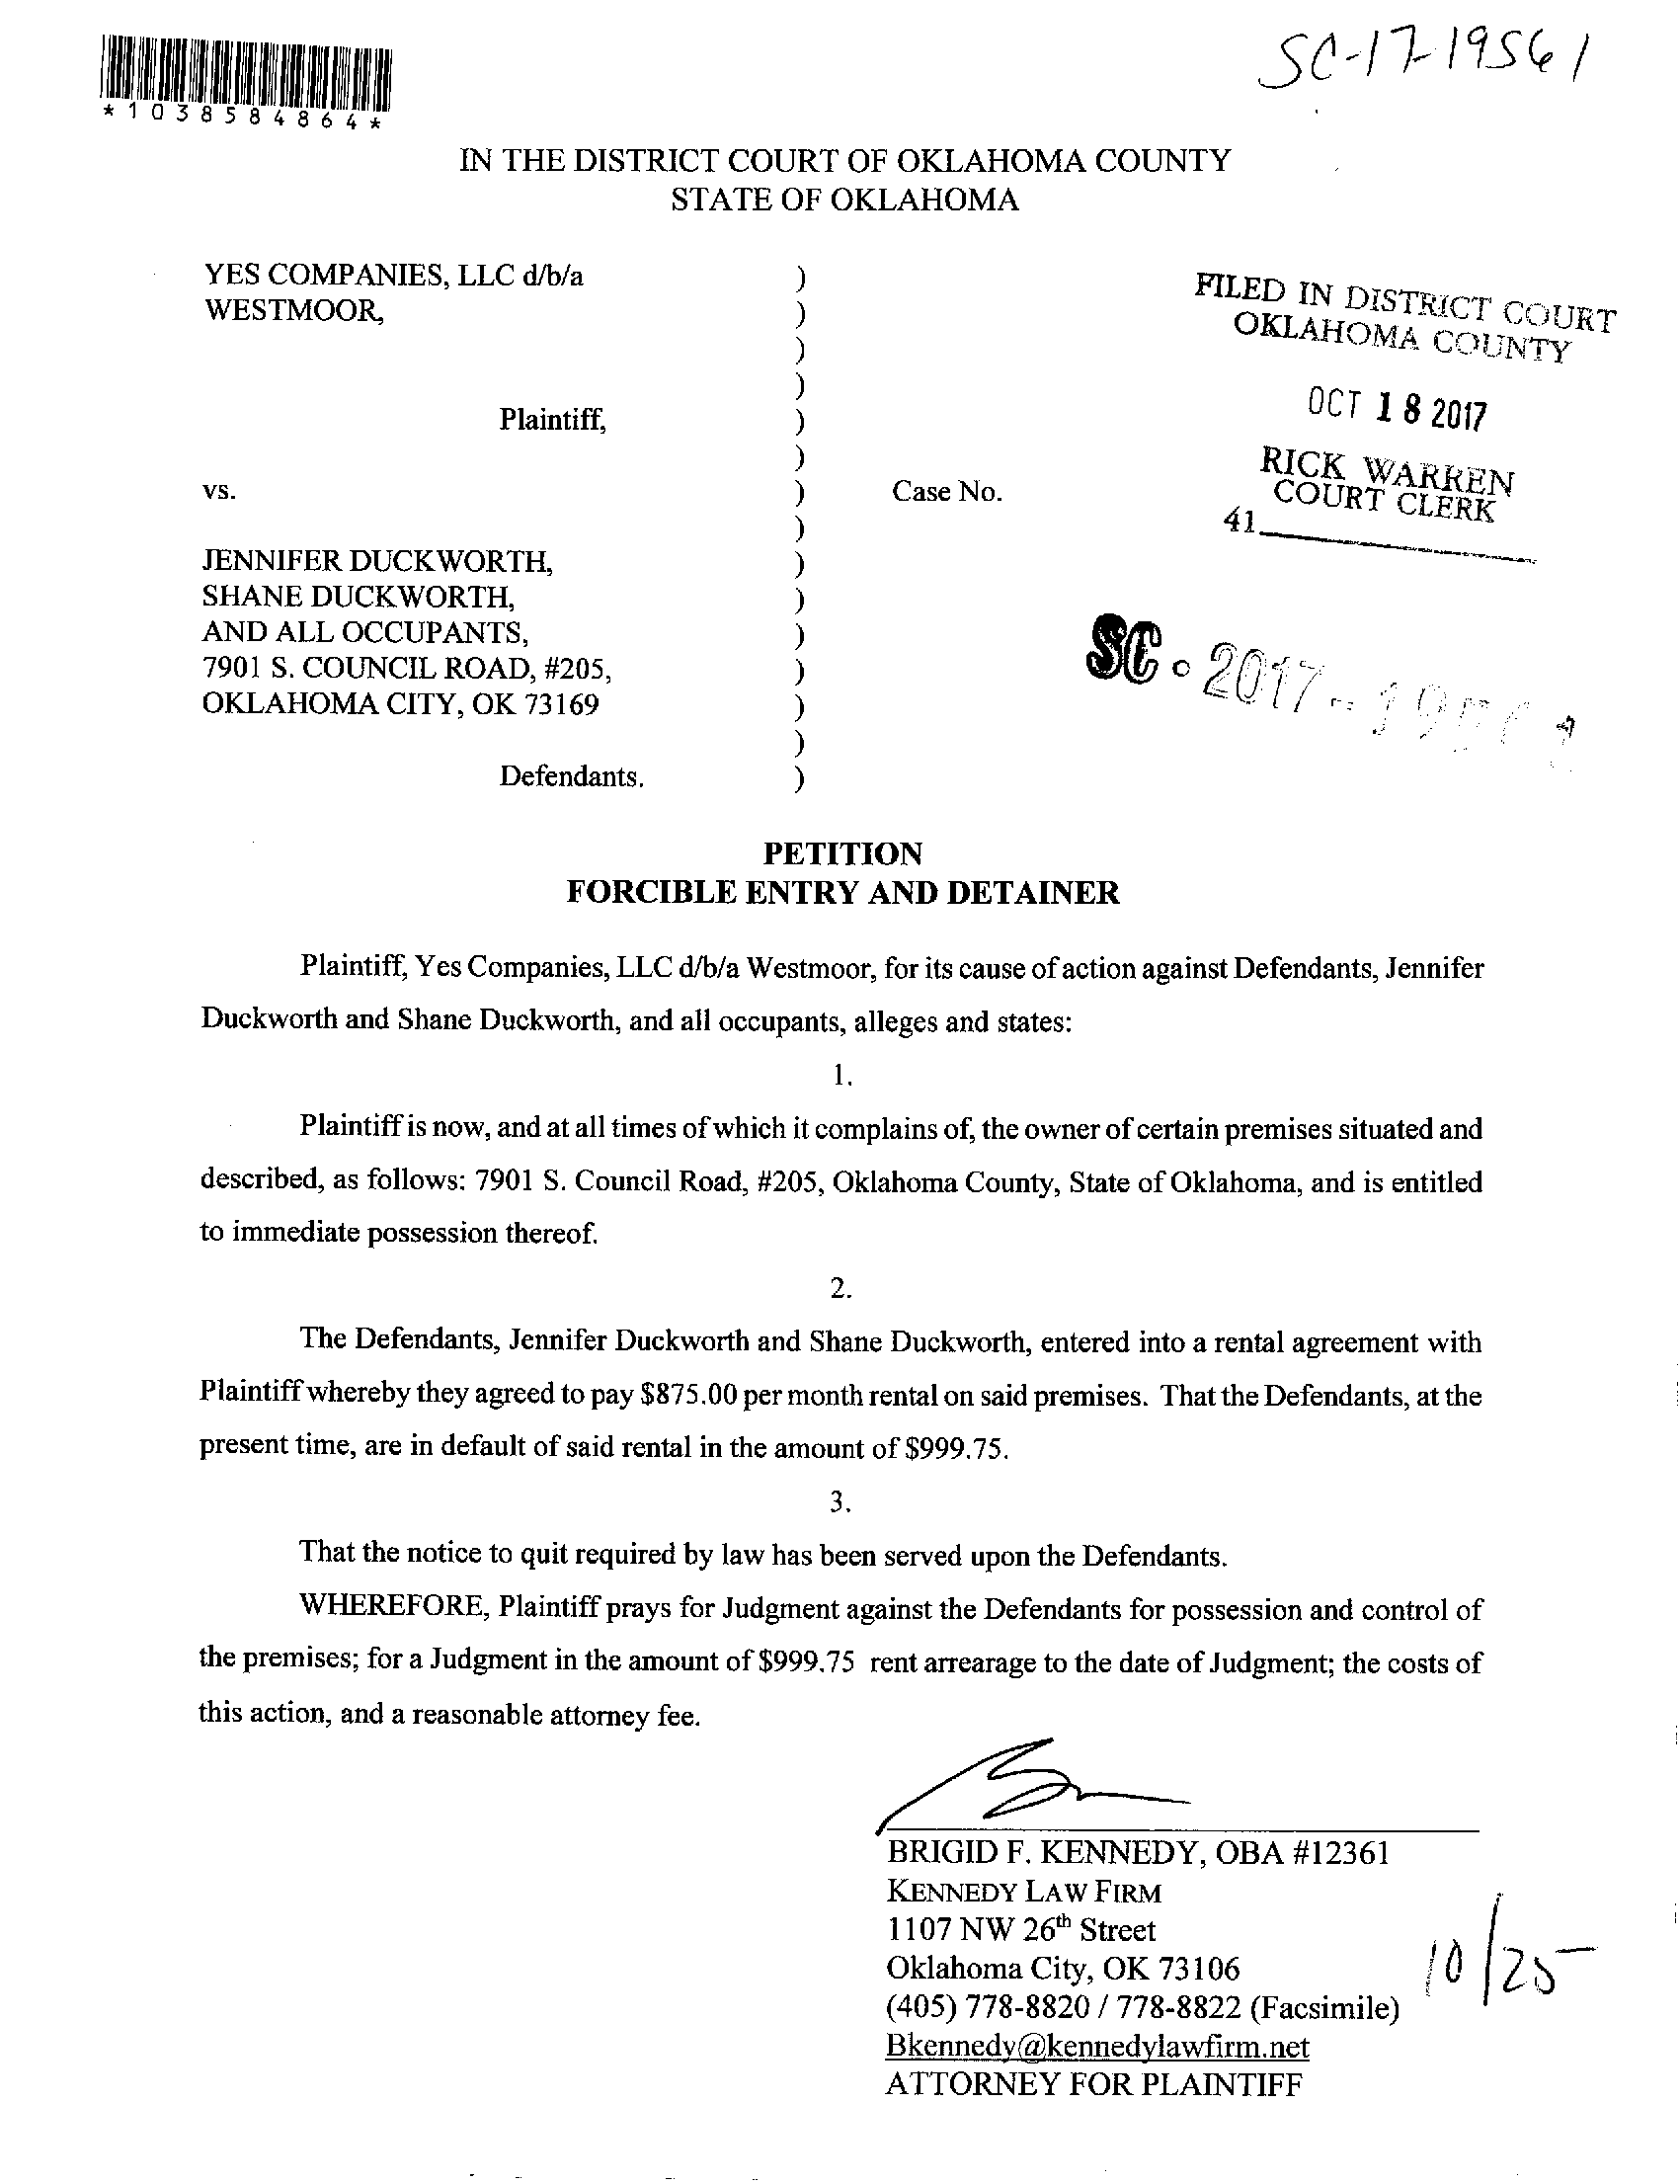 SC-17-19561
*1038584864*
IN THE DISTRICT COURT OF OKLAHOMA COUNTY
STATE OF OKLAHOMA
YES COMPANIES, LLC d/b/a )
WESTMOOR, )
)
)
Plaintiff, )
)
vs. ) Case No.
)
JENNIFER DUCKWORTH, )
SHANE DUCKWORTH, )
AND ALL OCCUPANTS, )
7901 S. COUNCIL ROAD, #205, )
OKLAHOMA CITY, OK 73169 )
)
Defendants. )
FILED IN DISTRICT COURT
OKLAHOMA COUNTY
OCT 18 2017
RICK WARREN
COURT CLERK
41
SC - 2017 -
PETITION
FORCIBLE ENTRY AND DETAINER
Plaintiff, Yes Companies, LLC d/b/a Westmoor, for its cause of action against Defendants, Jennifer
Duckworth and Shane Duckworth, and all occupants, alleges and states:
1.
Plaintiff is now, and at all times of which it complains of, the owner of certain premises situated and
described, as follows: 7901 S. Council Road, #205, Oklahoma County, State of Oklahoma, and is entitled
to immediate possession thereof.
2.
The Defendants, Jennifer Duckworth and Shane Duckworth, entered into a rental agreement with
Plaintiff whereby they agreed to pay $875.00 per month rental on said premises. That the Defendants, at the
present time, are in default of said rental in the amount of $999.75.
3.
That the notice to quit required by law has been served upon the Defendants.
WHEREFORE, Plaintiff prays for Judgment against the Defendants for possession and control of
the premises; for a Judgment in the amount of $999.75 rent arrearage to the date of Judgment; the costs of
this action, and a reasonable attorney fee.
BRIGID F. KENNEDY, OBA #12361
KENNEDY LAW FIRM
1107 NW 26th Street
Oklahoma City, OK 73106
(405) 778-8820 / 778-8822 (Facsimile)
Bkennedy@kennedylawfirm.net
ATTORNEY FOR PLAINTIFF
10/25